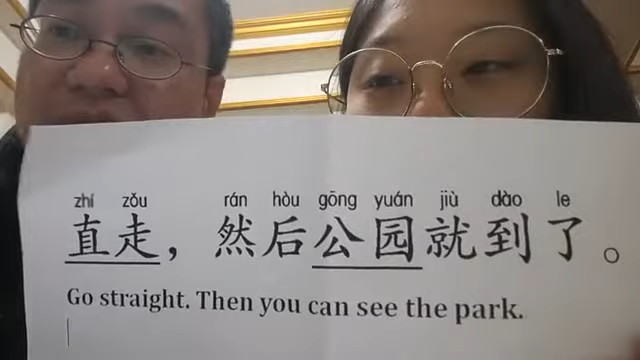 zhí zǒu rán hòu gōng yuán jiù dào le
直走，然后公园就到了。
Go straight. Then you can see the park.